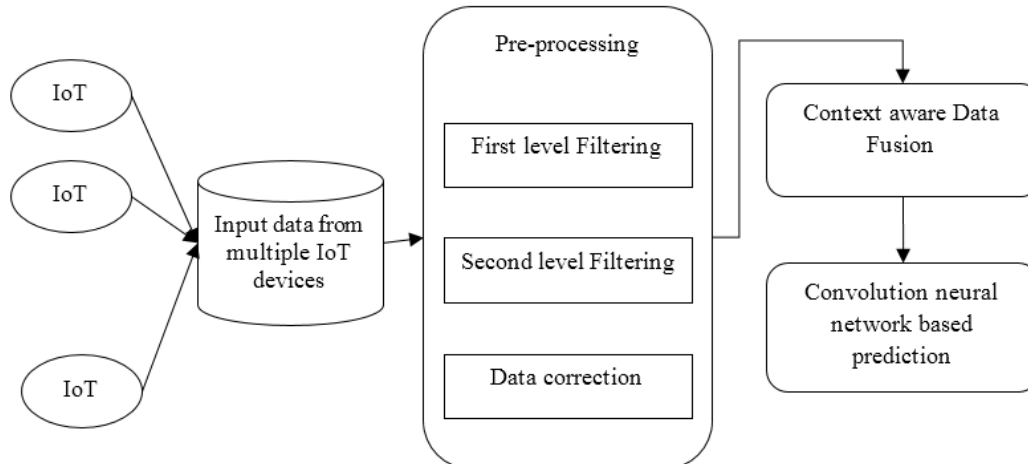 IoT
IoT
IoT
Input data from
multiple IoT
devices
Pre-processing
First level Filtering
Second level Filtering
Data correction
Context aware Data
Fusion
Convolution neural
network based
prediction